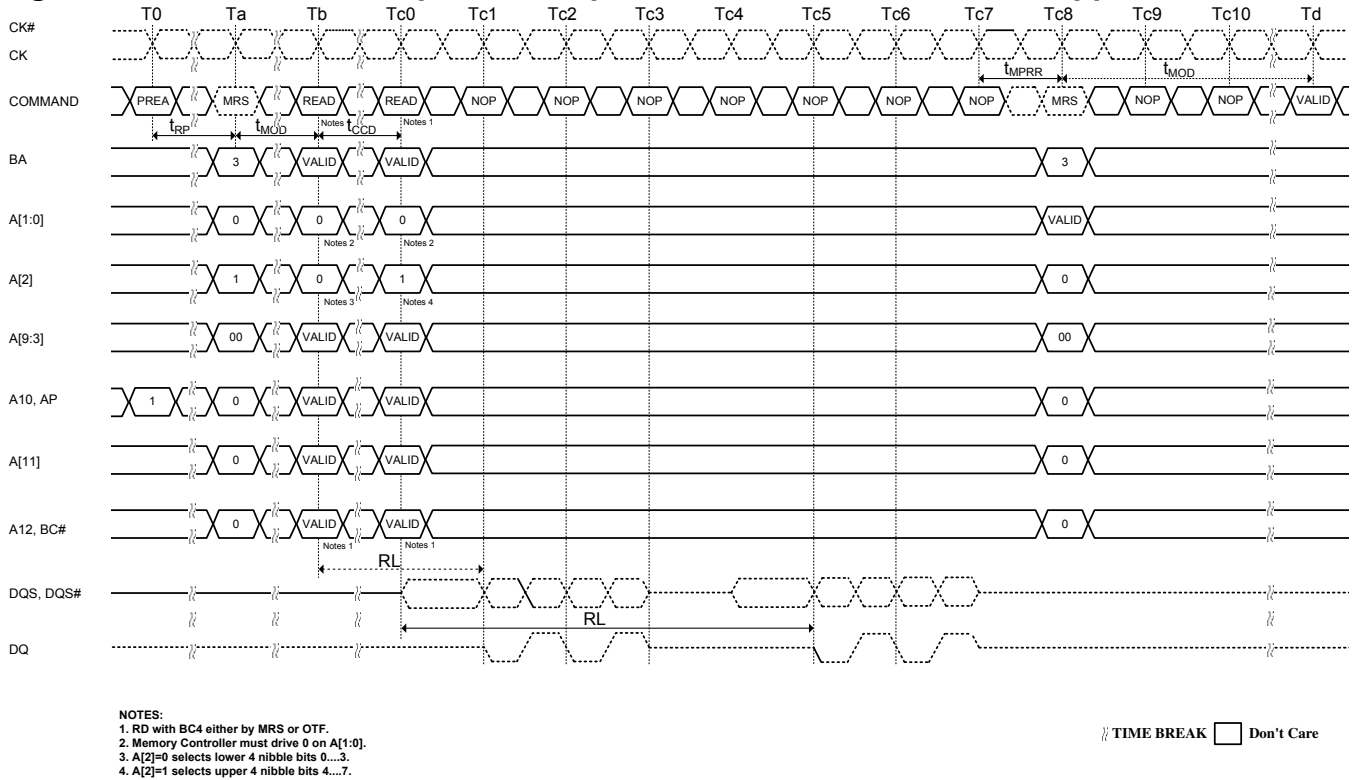 T0 Ta Tb Tc0 Tc1 Tc2 Tc3 Tc4 Tc5 Tc6 Tc7 Tc8 Tc9 Tc10 Td
CK#
CK
tMPRR tMOD
COMMAND PREA MRS READ READ NOP NOP NOP NOP NOP NOP NOP MRS NOP NOP VALID
Notes 1 Notes 1
tRP tMOD tCCD
BA 3 VALID VALID 3
A[1:0] 0 0 0 VALID
Notes 2 Notes 2
A[2] 1 0 1 0
Notes 3 Notes 4
A[9:3] 00 VALID VALID 00
A10, AP 1 0 VALID VALID 0
A[11] 0 VALID VALID 0
A12, BC# 0 VALID VALID 0
Notes 1 Notes 1
RL
DQS, DQS#
RL
DQ
NOTES:
1. RD with BC4 either by MRS or OTF.
2. Memory Controller must drive 0 on A[1:0].
3. A[2]=0 selects lower 4 nibble bits 0....3.
4. A[2]=1 selects upper 4 nibble bits 4....7.
TIME BREAK Don't Care